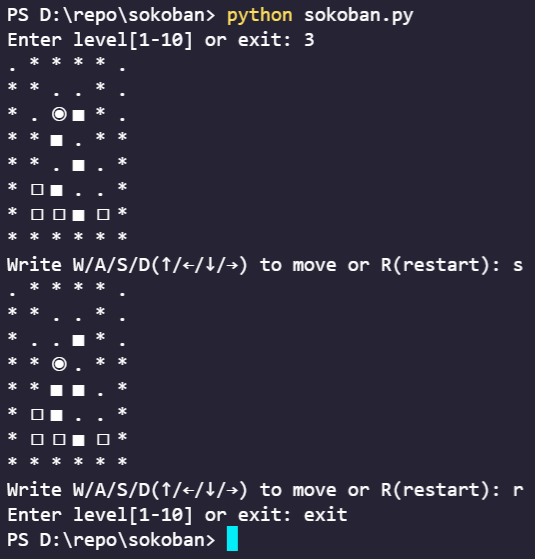 PS D:\repo\sokoban> python sokoban.py
Enter level[1-10] or exit: 3
. * * * * .
* * . . * .
* . ◉ ■ * .
* * ■ . * *
* * . ■ . *
* □ ■ . . *
* □ □ ■ □ *
* * * * * *
Write W/A/S/D(↑/←/↓/→) to move or R(restart): s
. * * * * .
* * . . * .
* . . ■ * .
* * ◉ . * *
* * ■ ■ . *
* □ ■ . . *
* □ □ ■ □ *
* * * * * *
Write W/A/S/D(↑/←/↓/→) to move or R(restart): r
Enter level[1-10] or exit: exit
PS D:\repo\sokoban>